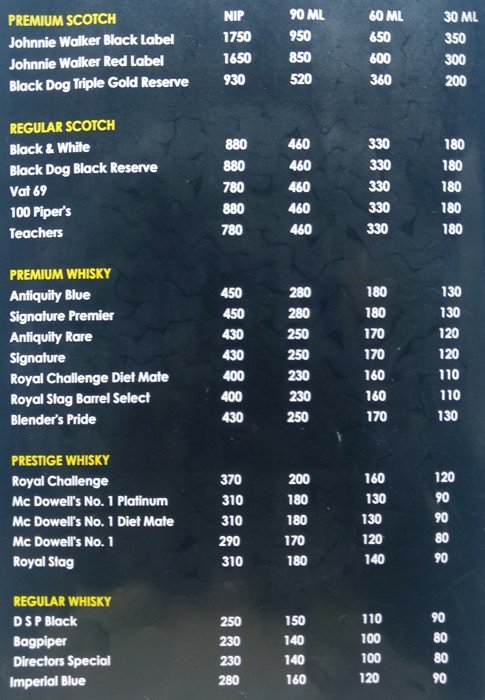 PREMIUM SCOTCH NIP 90 ML 60 ML 30 ML
Johnnie Walker Black Label 1750 950 650 350
Johnnie Walker Red Label 1650 850 600 300
Black Dog Triple Gold Reserve 930 520 360 200
REGULAR SCOTCH
Black & White 880 460 330 180
Black Dog Black Reserve 880 460 330 180
Vat 69 780 460 330 180
100 Piper's 880 460 330 180
Teachers 780 460 330 180
PREMIUM WHISKY
Antiquity Blue 450 280 180 130
Signature Premier 450 280 180 130
Antiquity Rare 430 250 170 120
Signature 430 250 170 120
Royal Challenge Diet Mate 400 230 160 110
Royal Stag Barrel Select 400 230 160 110
Blender's Pride 430 250 170 130
PRESTIGE WHISKY
Royal Challenge 370 200 160 120
Mc Dowell's No. 1 Platinum 310 180 130 90
Mc Dowell's No. 1 Diet Mate 310 180 130 90
Mc Dowell's No. 1 290 170 120 80
Royal Stag 310 180 140 90
REGULAR WHISKY
D S P Black 250 150 110 90
Bagpiper 230 140 100 80
Directors Special 230 140 100 80
Imperial Blue 280 160 120 90